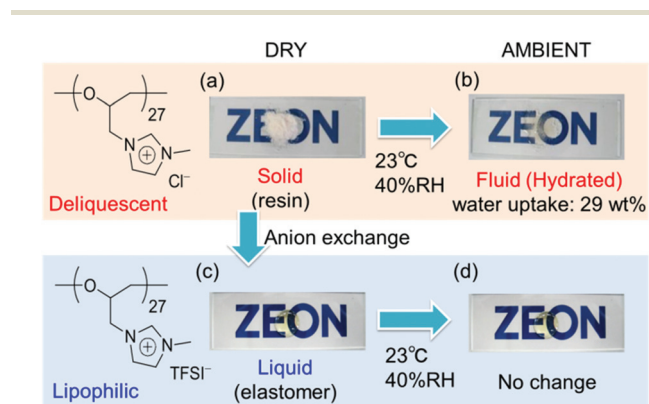 DRY
AMBIENT
(a)
(b)
O
27
N
N
+
Cl–
Deliquescent
ZEON
Solid
(resin)
23℃
40%RH
ZEON
Fluid (Hydrated)
water uptake: 29 wt%
Anion exchange
(c)
(d)
O
27
N
N
+
TFSI–
Lipophilic
ZEON
Liquid
(elastomer)
23℃
40%RH
ZEON
No change